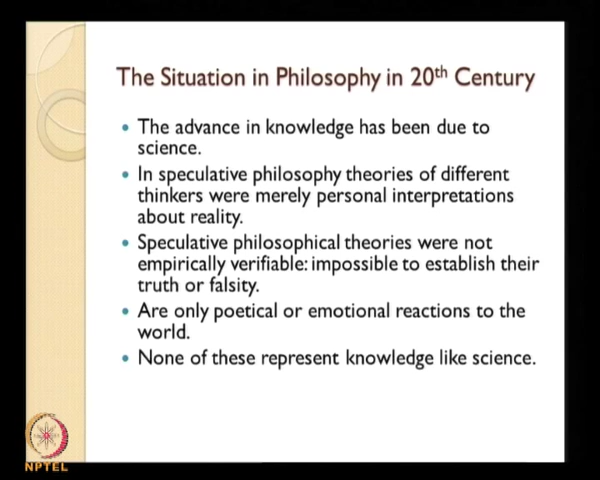 The Situation in Philosophy in 20th Century
• The advance in knowledge has been due to
science.
• In speculative philosophy theories of different
thinkers were merely personal interpretations
about reality.
• Speculative philosophical theories were not
empirically verifiable: impossible to establish their
truth or falsity.
• Are only poetical or emotional reactions to the
world.
• None of these represent knowledge like science.
NPTEL